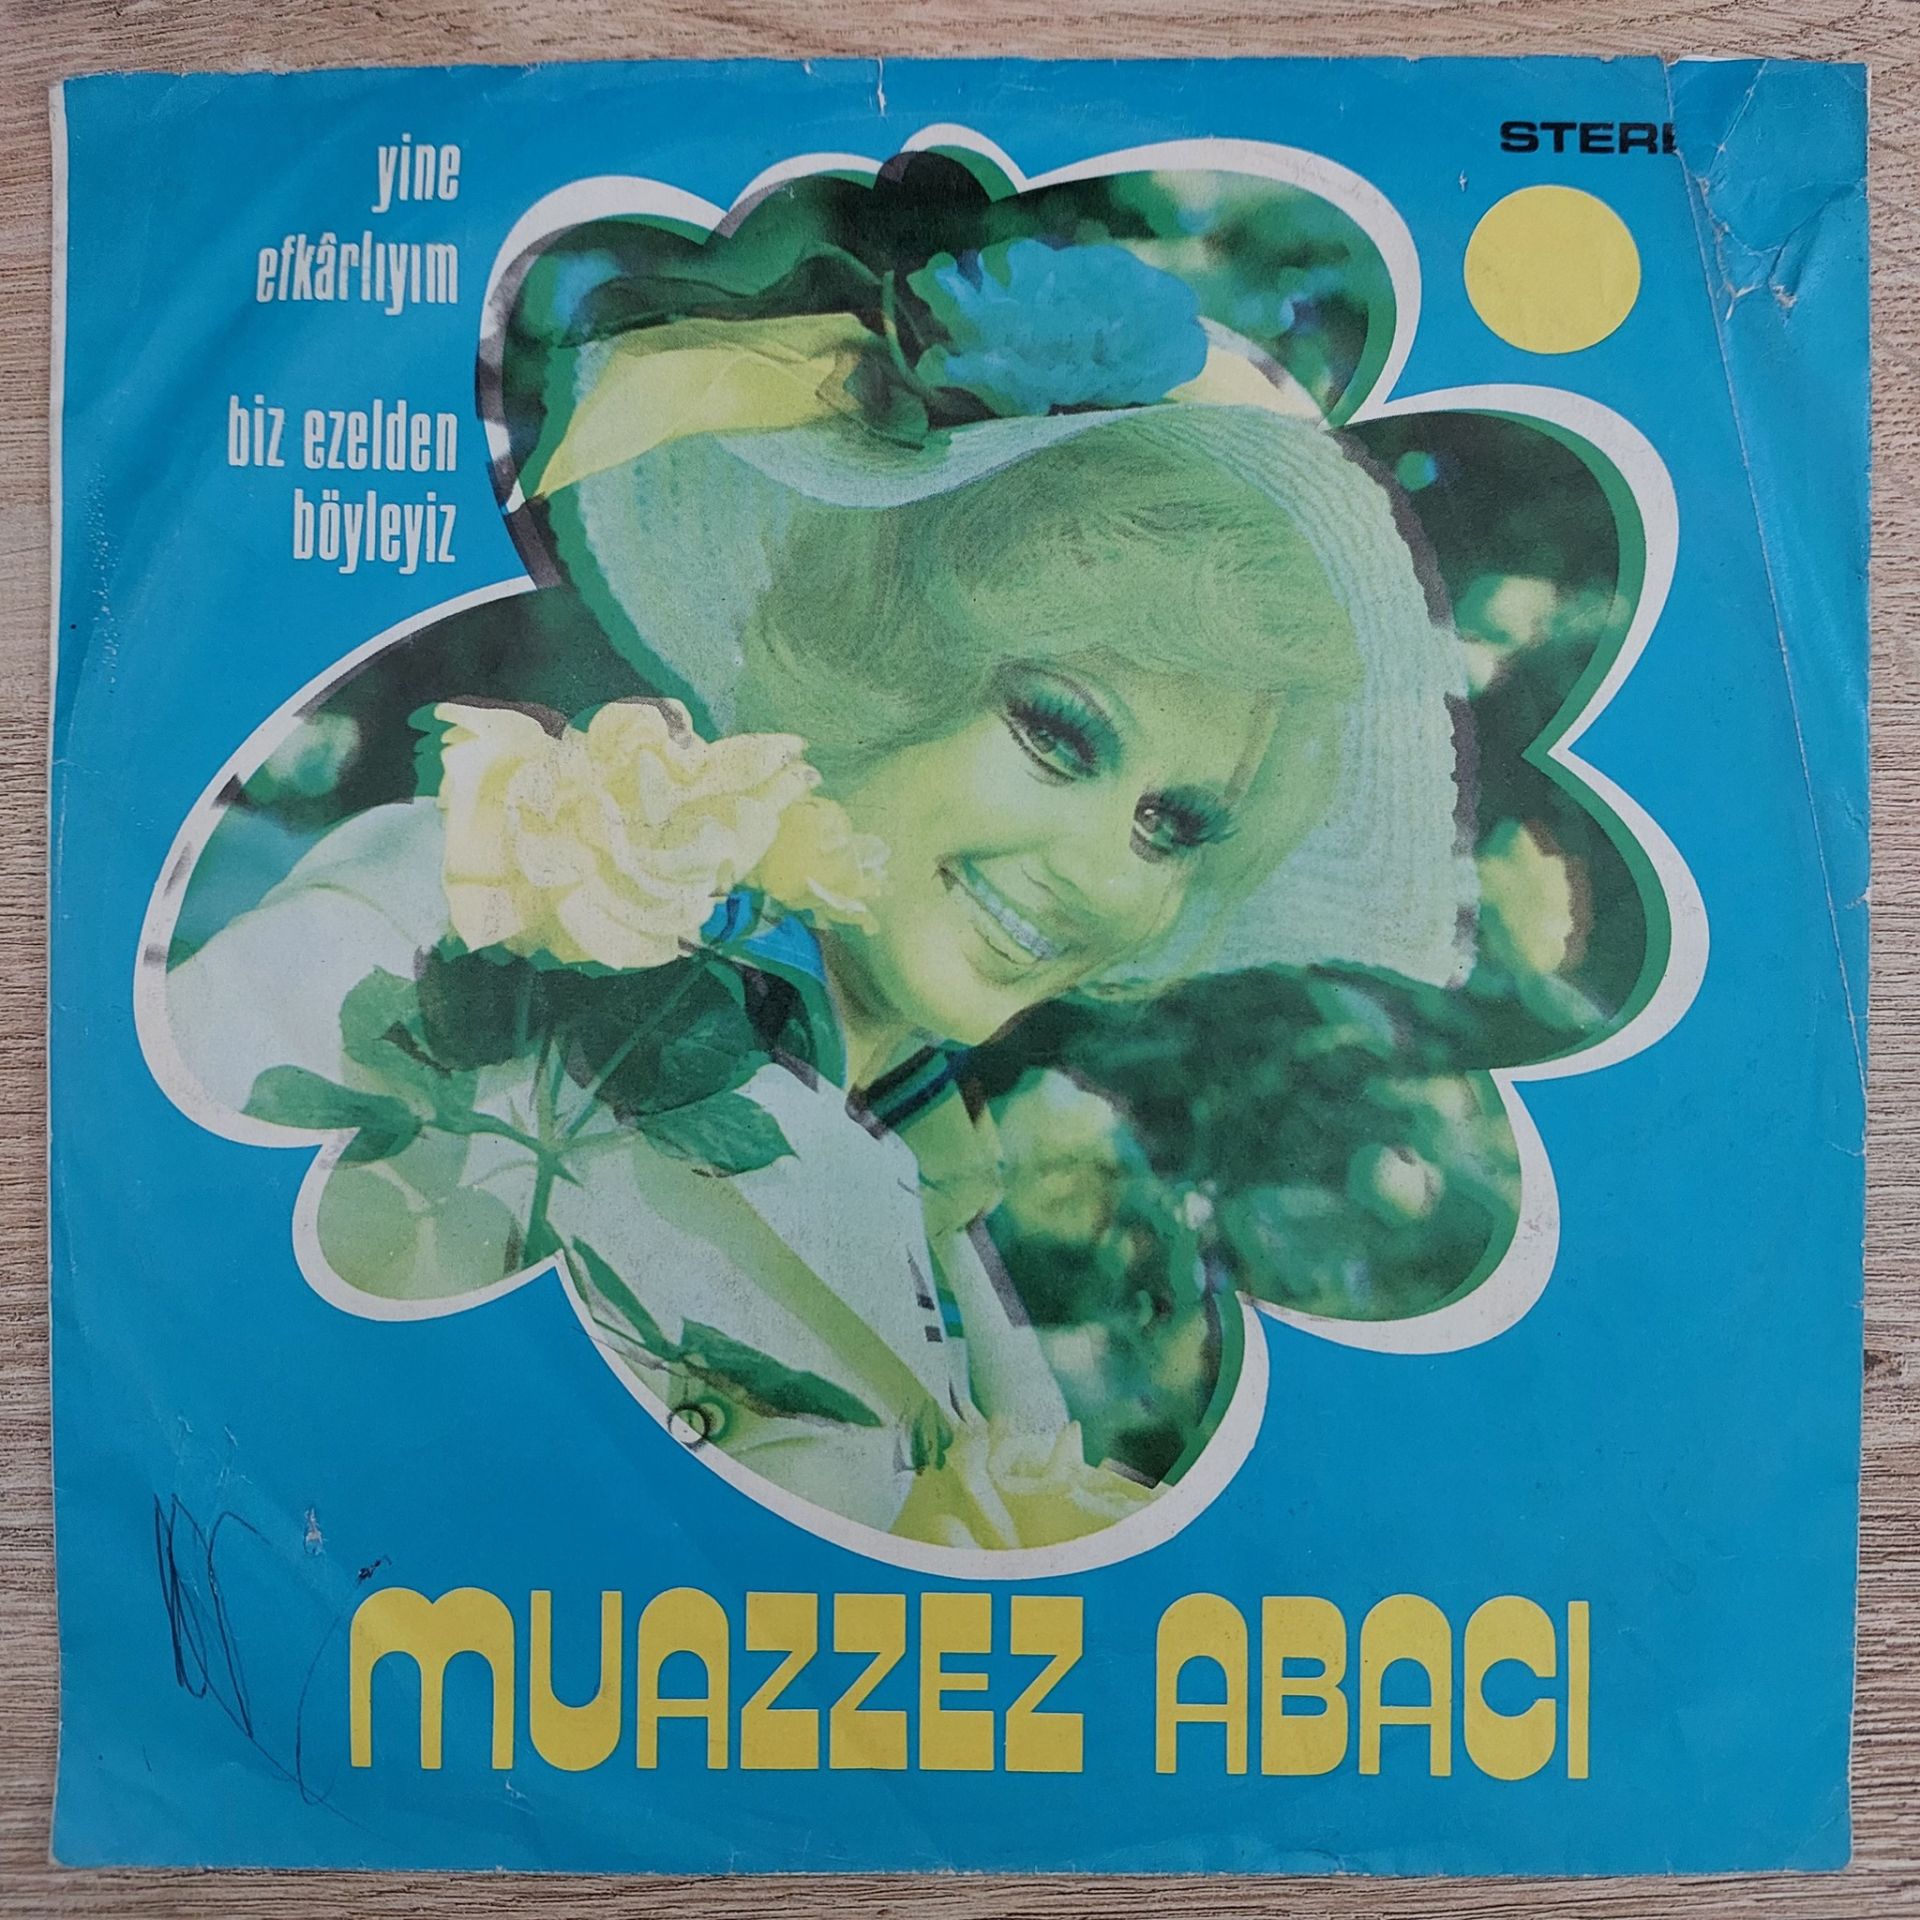 yine
efkârlıyım
biz ezelden
böyleyiz
STERE
MUAZZEZ ABACI